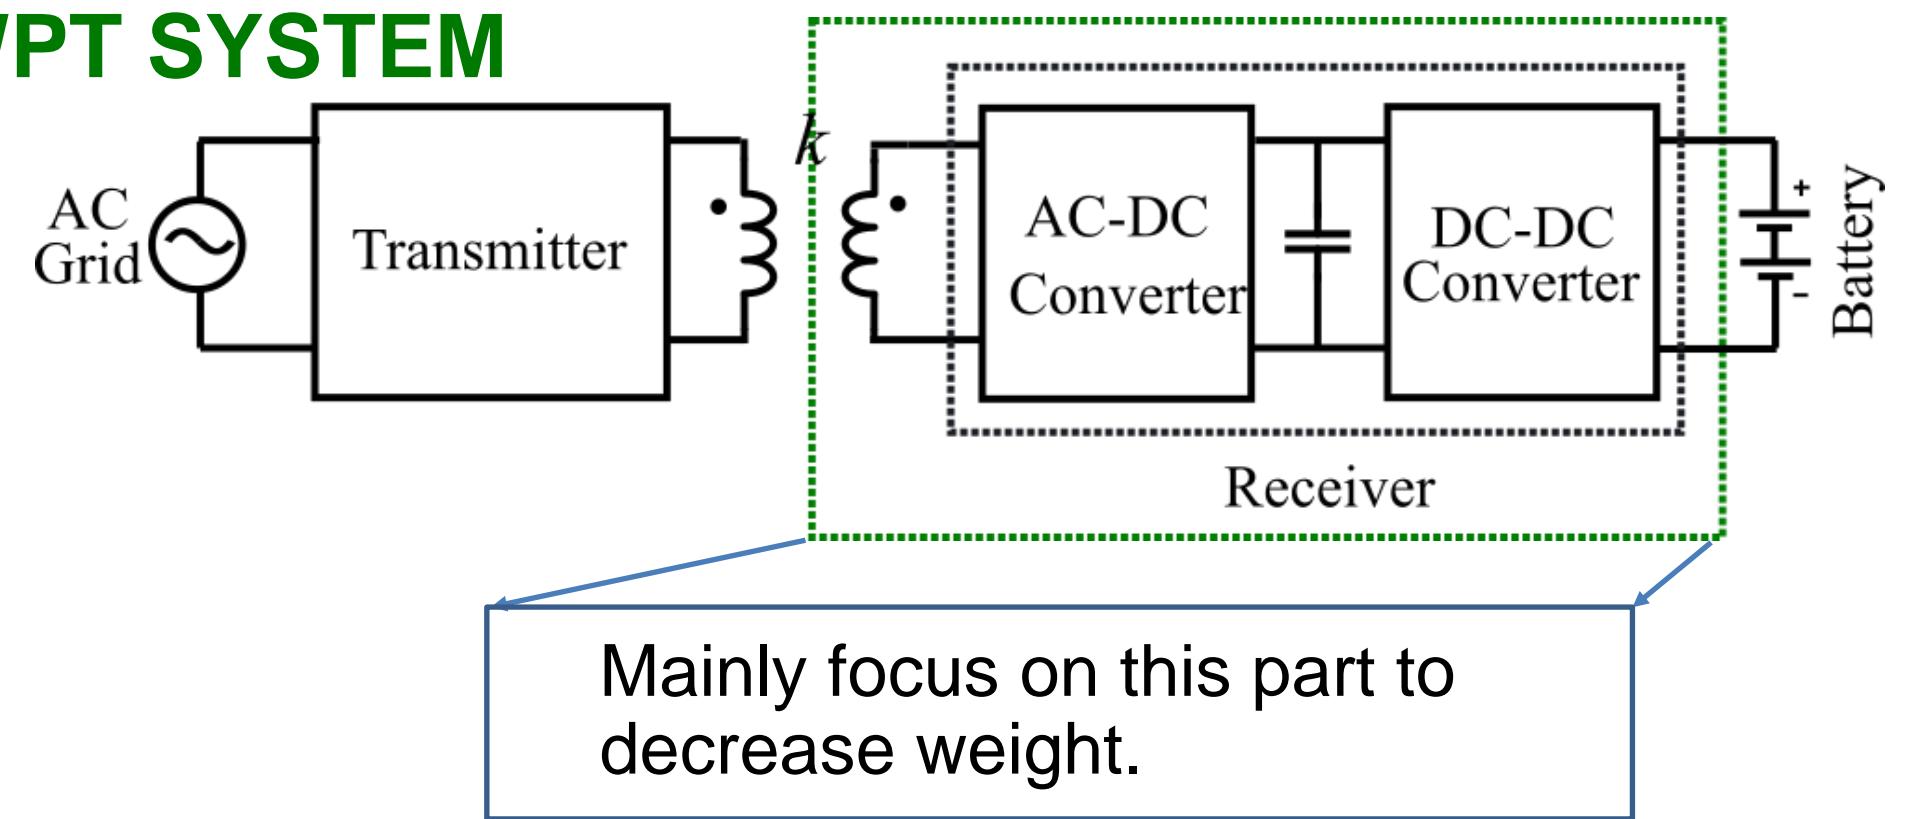 PT SYSTEM
AC
Grid
Transmitter
k
AC-DC
Converter
DC-DC
Converter
+
-
Battery
Receiver
Mainly focus on this part to
decrease weight.